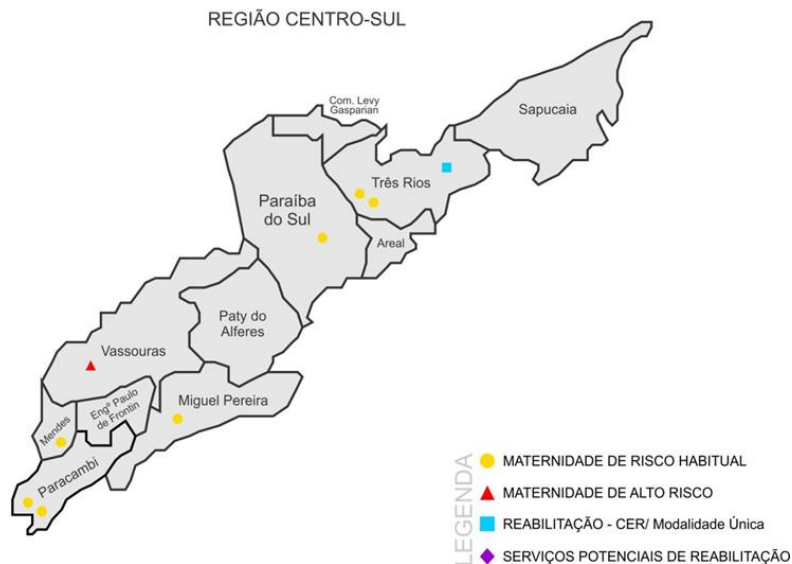 REGIÃO CENTRO-SUL
Com. Levy
Gasparian
Sapucaia
Três Rios
Paraíba
do Sul
Areal
Paty do
Alferes
Vassouras
Engº Paulo
de Frontin
Miguel Pereira
Mendes
Paracambi
LEGENDA
MATERNIDADE DE RISCO HABITUAL
MATERNIDADE DE ALTO RISCO
REABILITAÇÃO - CER/ Modalidade Única
SERVIÇOS POTENCIAIS DE REABILITAÇÃO